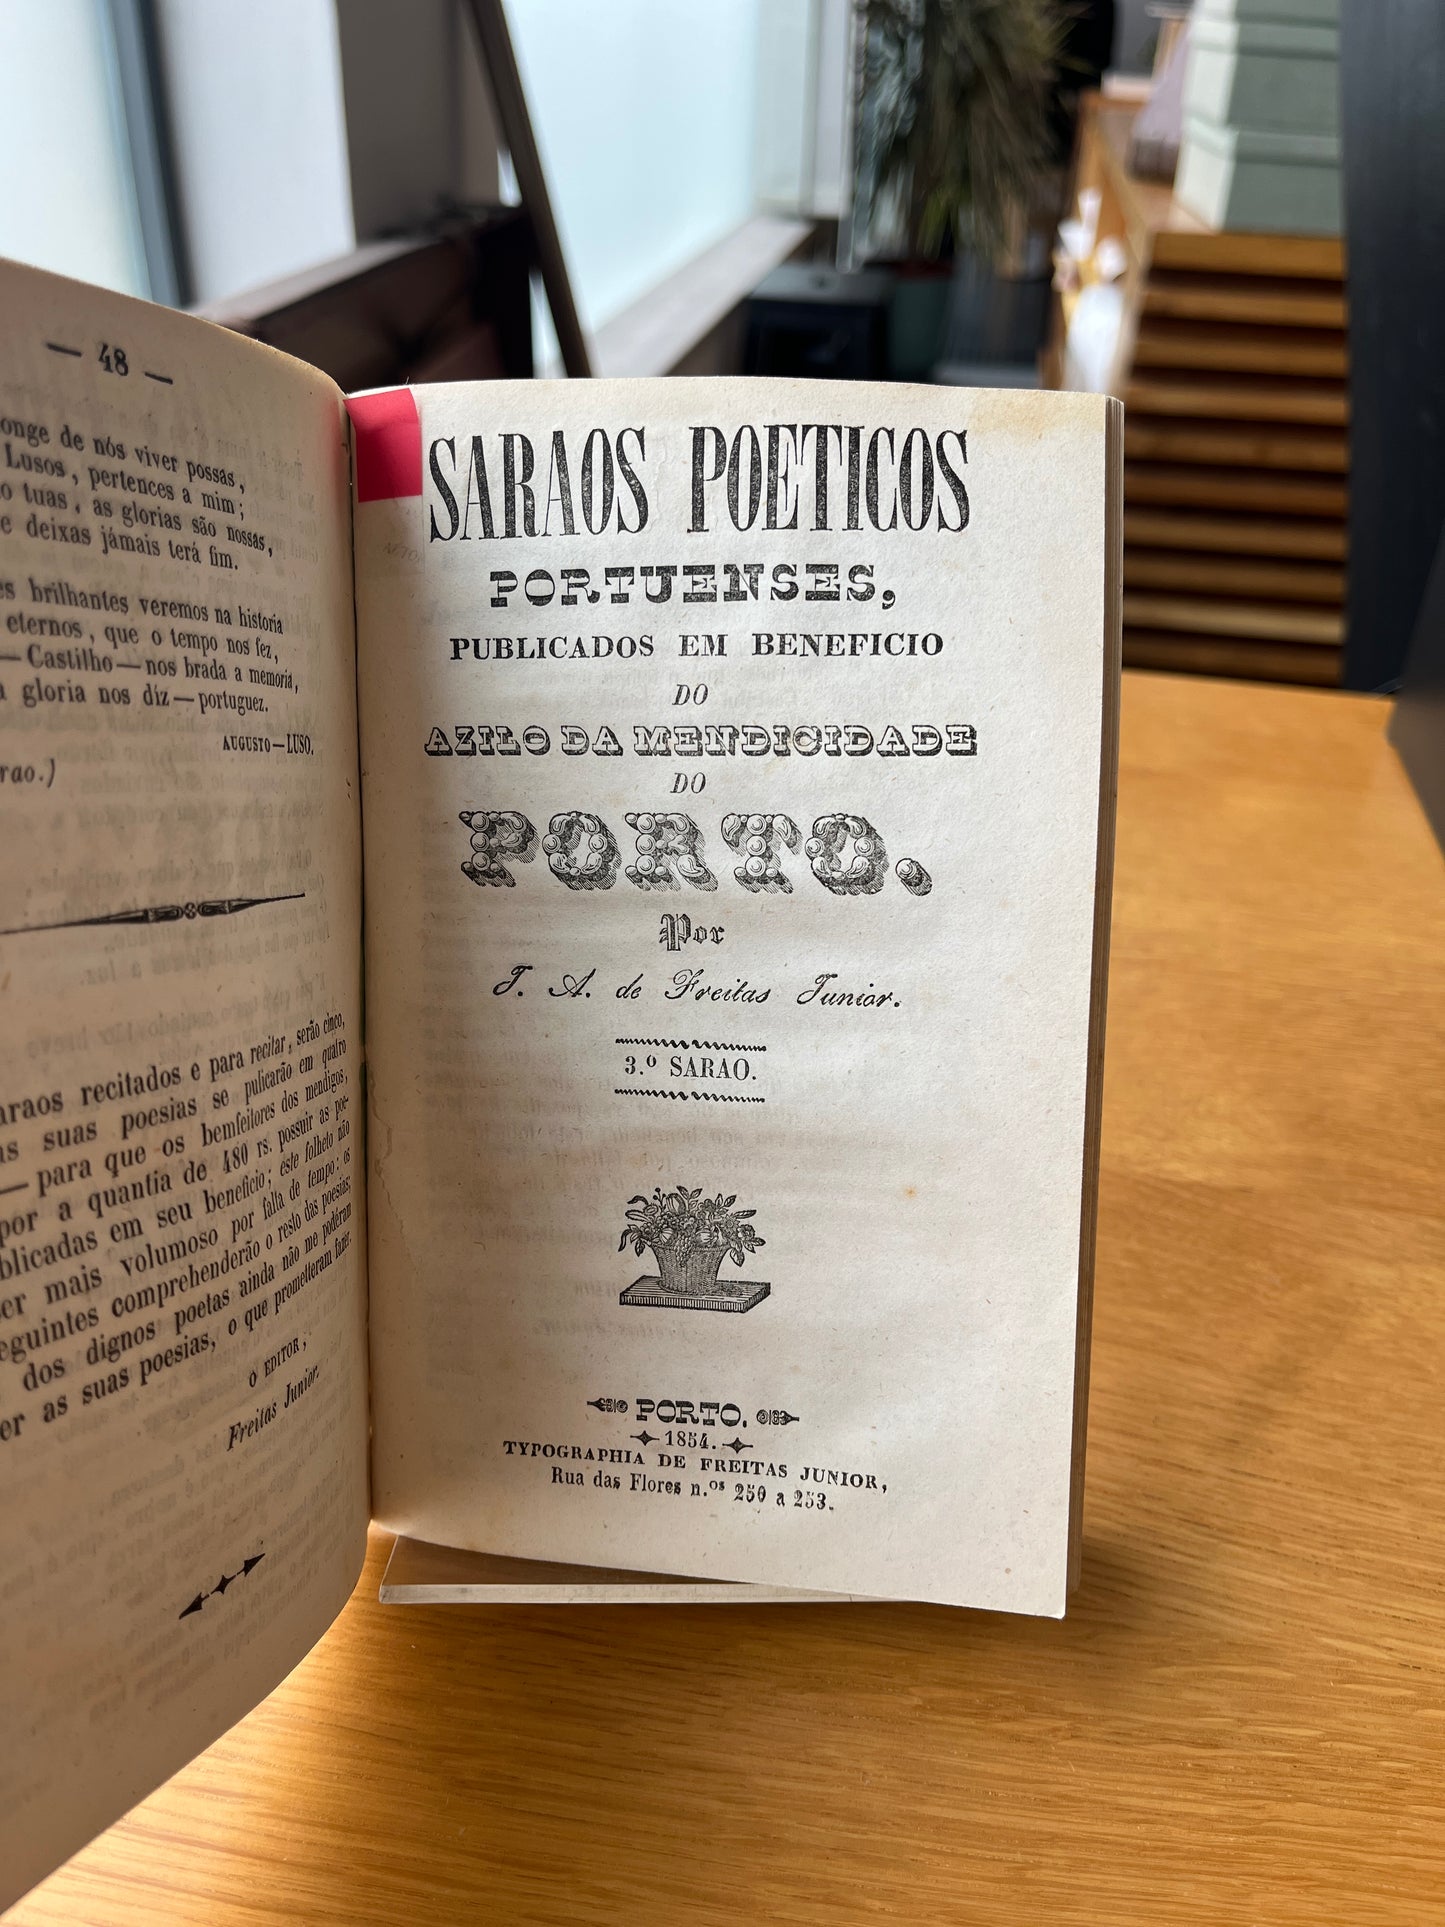 — 48 —
onge de nós viver possas,
Lusos, pertences a mim;
o tuas, as glorias são nossas,
e deixas jámais terá fim.
es brilhantes veremos na historia
eternos, que o tempo nos fez,
—Castilho—nos brada a memoria,
a gloria nos díz—portuguez.
AUGUSTO—LUSO.
rao.)
araos recitados e para recitar, serão cinco,
as suas poesias se pulicarão em quatro
—para que os bemfeitores dos mendigos,
por a quantia de 480 rs. possuir as poe-
blicadas em seu beneficio; este folheto não
er mais volumoso por falta de tempo: os
eguintes comprehenderão o resto das poesias;
dos dignos poetas ainda não me podéram
er as suas poesias, o que prometteram fazer.
O EDITOR,
Freitas Junior.
SARAOS POETICOS
PORTUENSES,
PUBLICADOS EM BENEFICIO
DO
AZILO DA MENDICIDADE
DO
PORTO.
Por
J. A. de Freitas Junior.
3.º SARAO.
PORTO.
1854.
TYPOGRAPHIA DE FREITAS JUNIOR,
Rua das Flores n.os 250 a 253.